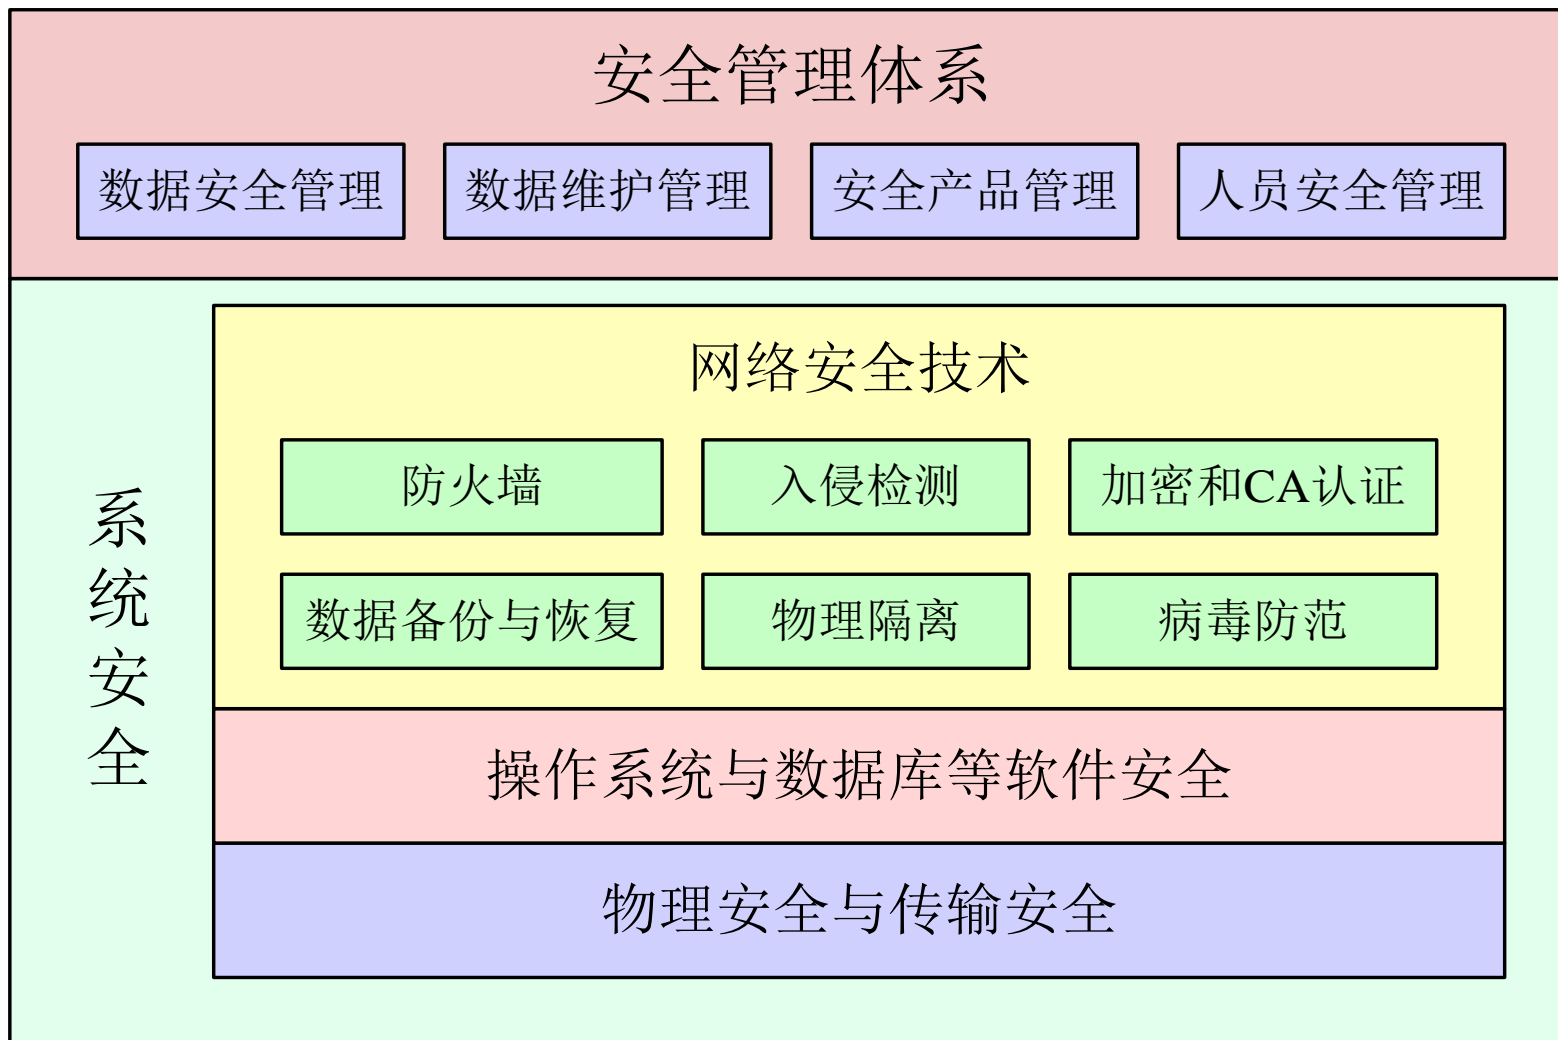 安全管理体系
数据安全管理
数据维护管理
安全产品管理
人员安全管理
系统安全
网络安全技术
防火墙
入侵检测
加密和CA认证
数据备份与恢复
物理隔离
病毒防范
操作系统与数据库等软件安全
物理安全与传输安全